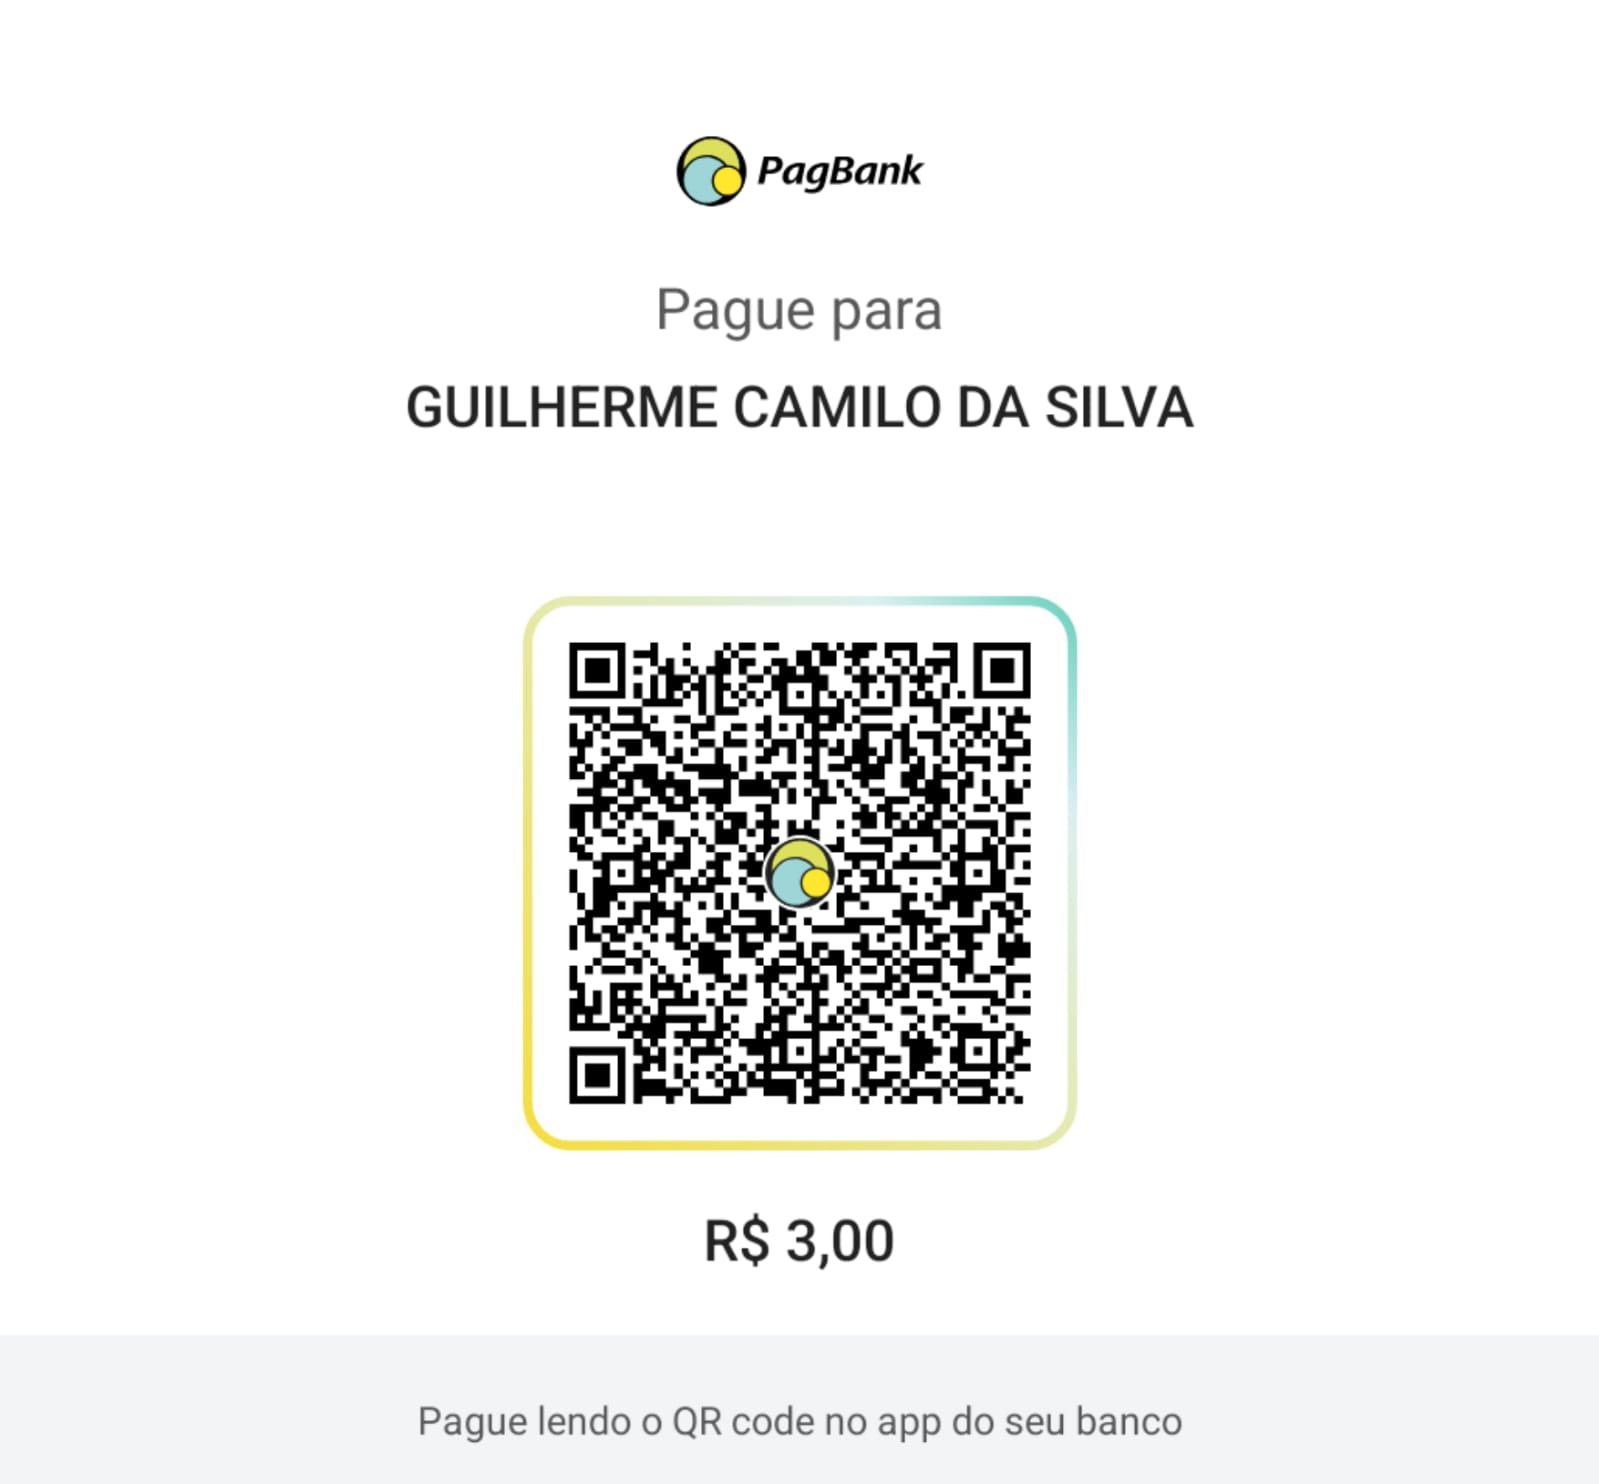 PagBank
Pague para
GUILHERME CAMILO DA SILVA
R$ 3,00
Pague lendo o QR code no app do seu banco